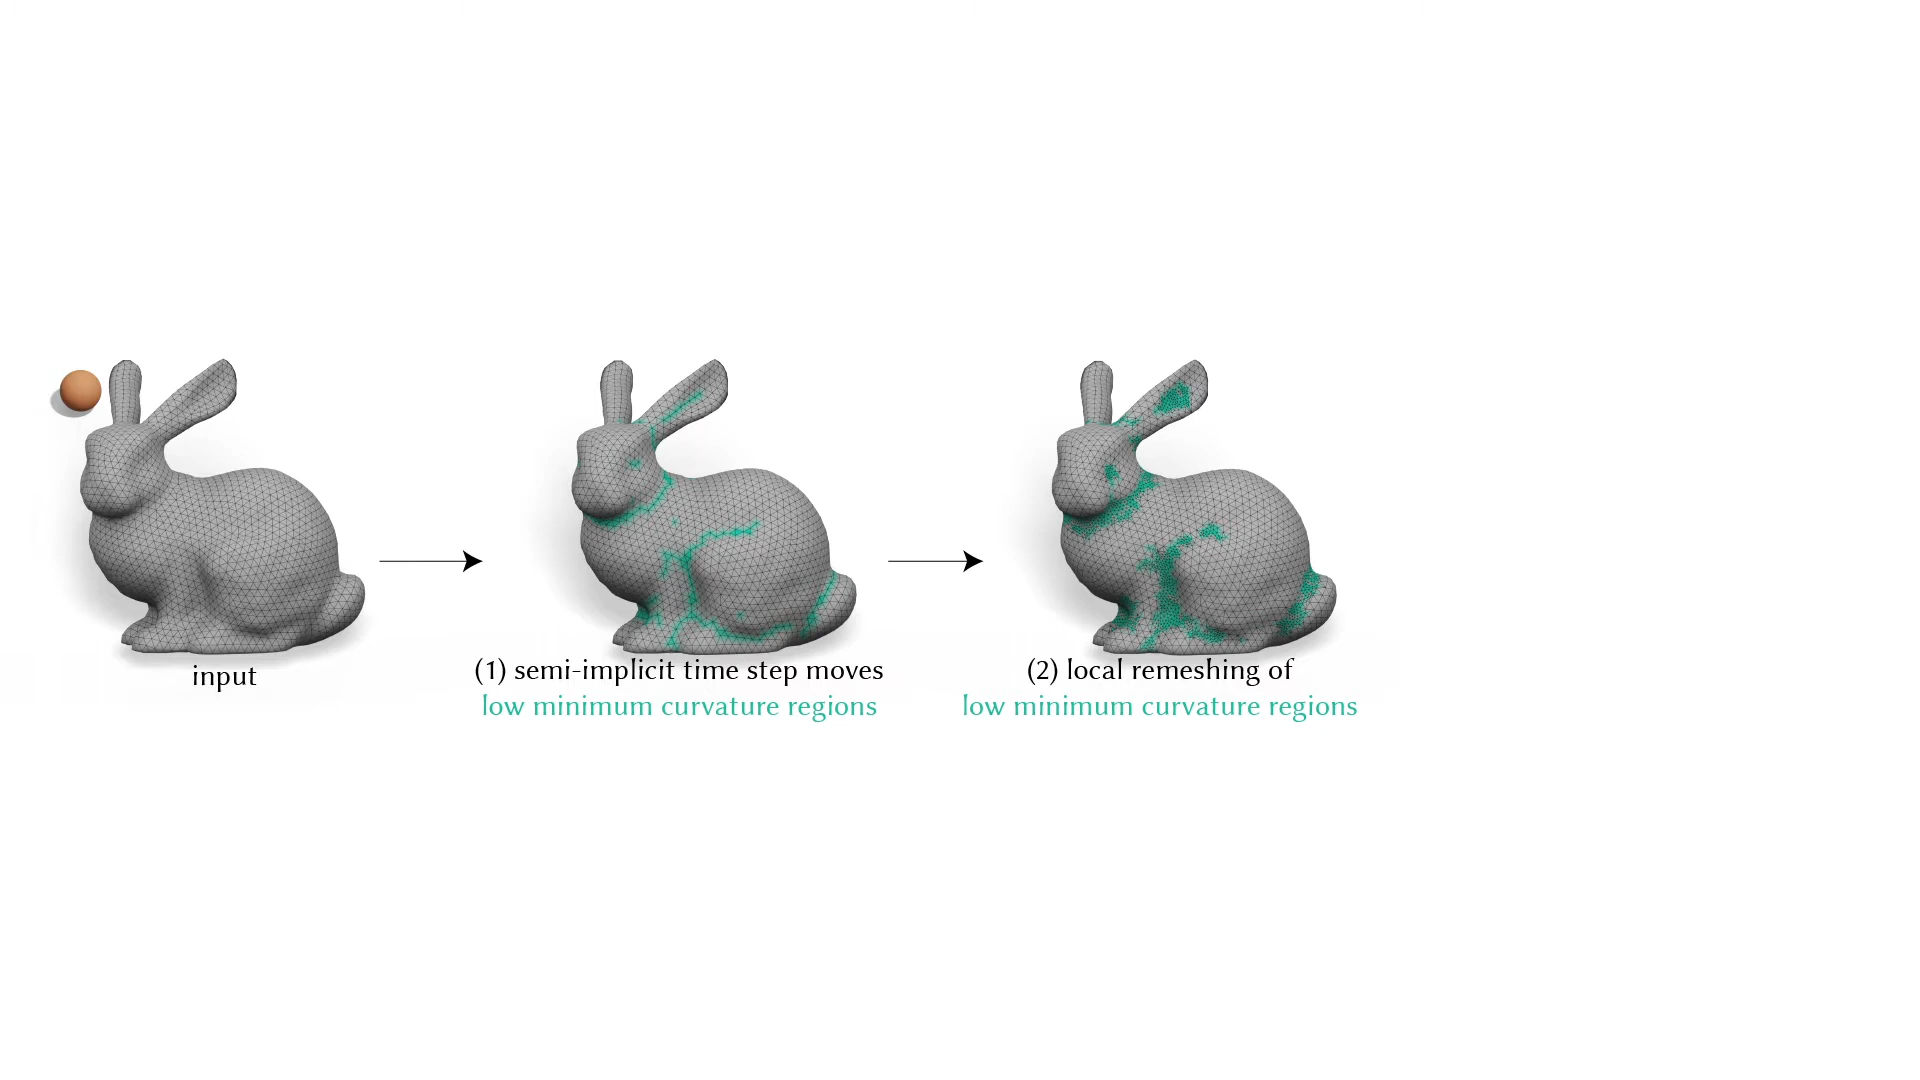 input
(1) semi-implicit time step moves
low minimum curvature regions
(2) local remeshing of
low minimum curvature regions